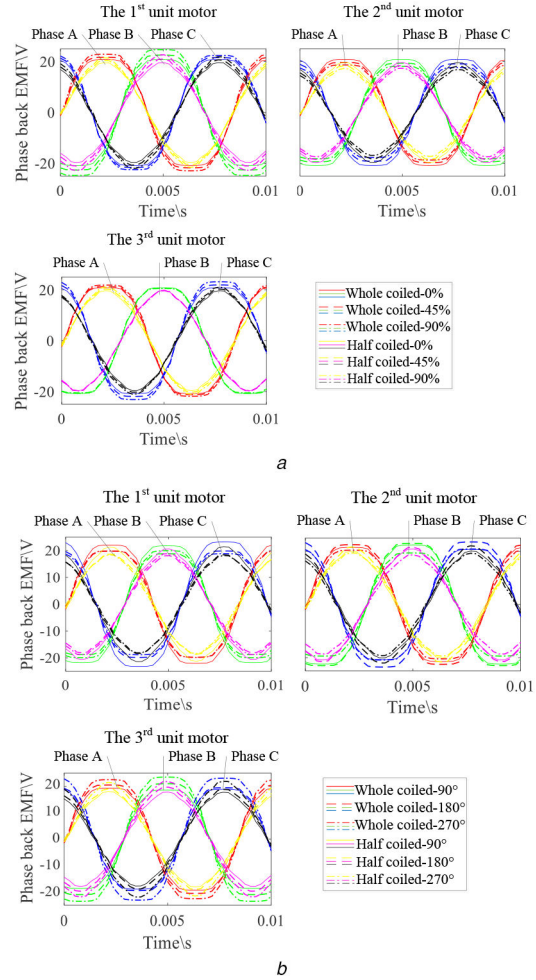 The 1st unit motor
Phase A Phase B Phase C
Phase back EMF\V
20
0
-20
0 0.005 0.01
Time\s
The 2nd unit motor
Phase A Phase B Phase C
20
0
-20
0 0.005 0.01
Time\s
The 3rd unit motor
Phase A Phase B Phase C
Phase back EMF\V
20
0
-20
0 0.005 0.01
Time\s
Whole coiled-0%
Whole coiled-45%
Whole coiled-90%
Half coiled-0%
Half coiled-45%
Half coiled-90%
a
The 1st unit motor
Phase A Phase B Phase C
Phase back EMF\V
25
20
10
0
-10
-20
0 0.005 0.01
Time\s
The 2nd unit motor
Phase A Phase B Phase C
20
0
-20
0 0.005 0.01
Time\s
The 3rd unit motor
Phase A Phase B Phase C
Phase back EMF\V
25
20
10
0
-10
-20
-25
0 0.005 0.01
Time\s
Whole coiled-90°
Whole coiled-180°
Whole coiled-270°
Half coiled-90°
Half coiled-180°
Half coiled-270°
b